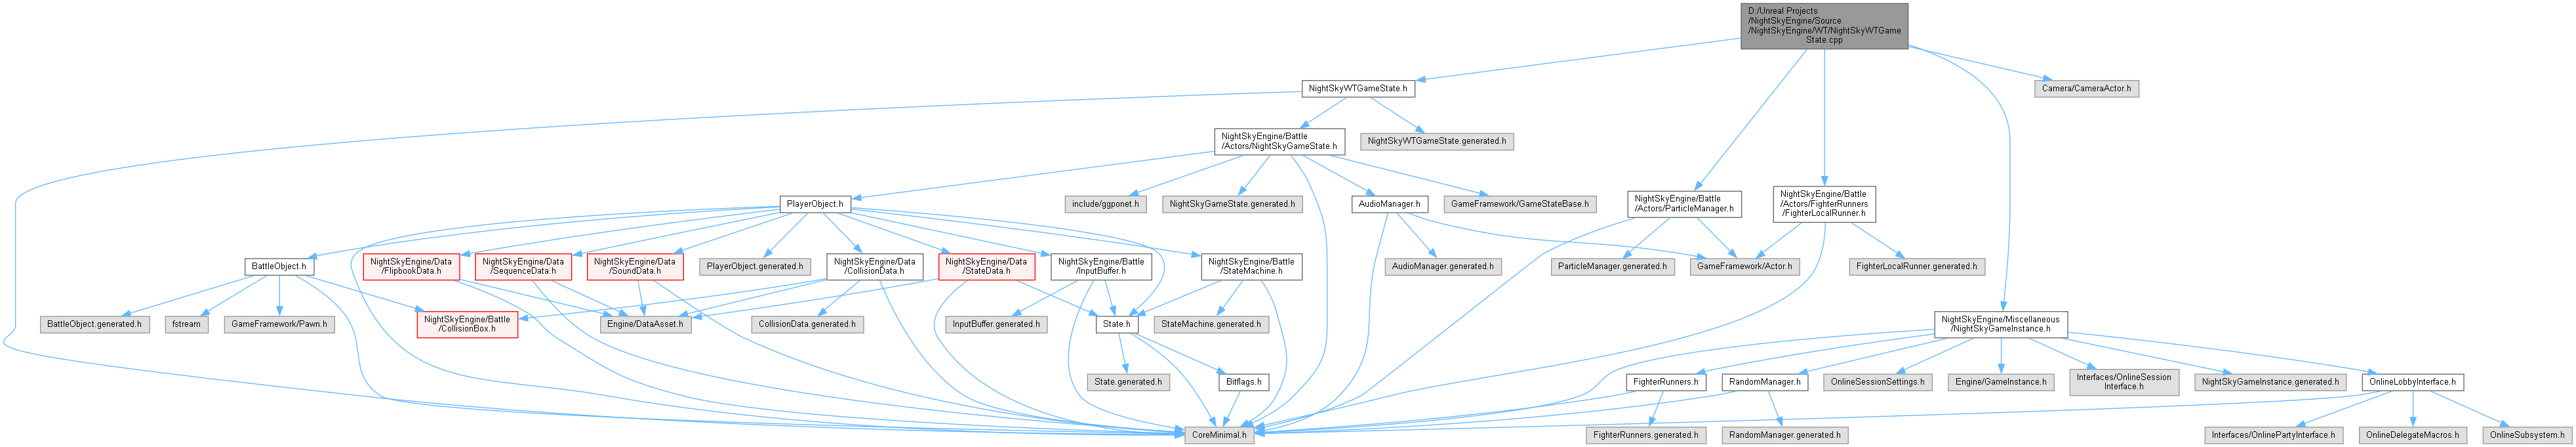 D:/Unreal Projects
/NightSkyEngine/Source
/NightSkyEngine/WT/NightSkyWTGame
State.cpp
NightSkyWTGameState.h
Camera/CameraActor.h
NightSkyEngine/Battle
/Actors/NightSkyGameState.h
NightSkyWTGameState.generated.h
PlayerObject.h
include/ggponet.h
NightSkyGameState.generated.h
AudioManager.h
GameFramework/GameStateBase.h
NightSkyEngine/Battle
/Actors/ParticleManager.h
NightSkyEngine/Battle
/Actors/FighterRunners
/FighterLocalRunner.h
BattleObject.h
NightSkyEngine/Data
/FlipbookData.h
NightSkyEngine/Data
/SequenceData.h
NightSkyEngine/Data
/SoundData.h
PlayerObject.generated.h
NightSkyEngine/Data
/CollisionData.h
NightSkyEngine/Data
/StateData.h
NightSkyEngine/Battle
/InputBuffer.h
NightSkyEngine/Battle
/StateMachine.h
AudioManager.generated.h
ParticleManager.generated.h
GameFramework/Actor.h
FighterLocalRunner.generated.h
BattleObject.generated.h
fstream
GameFramework/Pawn.h
NightSkyEngine/Battle
/CollisionBox.h
Engine/DataAsset.h
CollisionData.generated.h
InputBuffer.generated.h
State.h
StateMachine.generated.h
NightSkyEngine/Miscellaneous
/NightSkyGameInstance.h
State.generated.h
Bitflags.h
FighterRunners.h
RandomManager.h
OnlineSessionSettings.h
Engine/GameInstance.h
Interfaces/OnlineSession
Interface.h
NightSkyGameInstance.generated.h
OnlineLobbyInterface.h
CoreMinimal.h
FighterRunners.generated.h
RandomManager.generated.h
Interfaces/OnlinePartyInterface.h
OnlineDelegateMacros.h
OnlineSubsystem.h